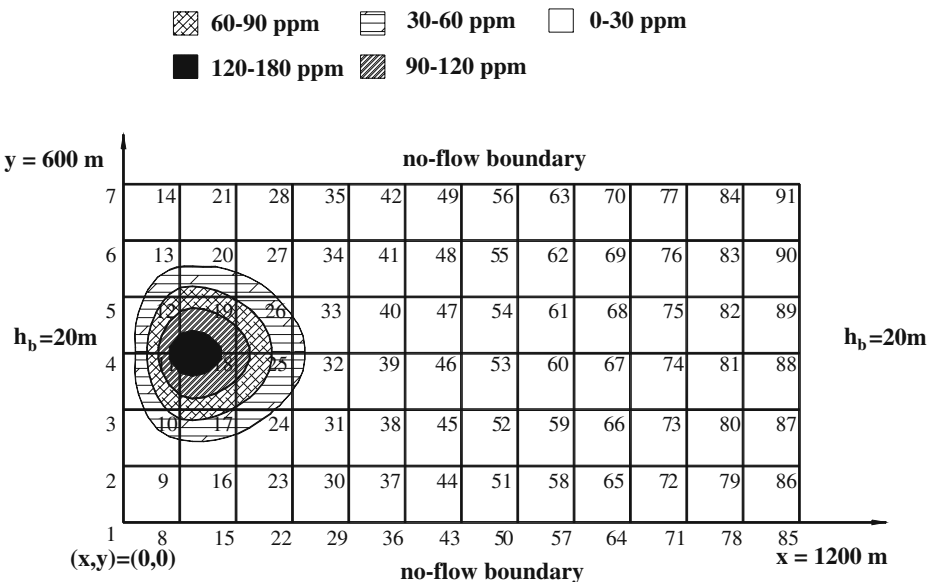 60-90 ppm 30-60 ppm 0-30 ppm
120-180 ppm 90-120 ppm
y = 600 m no-flow boundary
7 14 21 28 35 42 49 56 63 70 77 84 91
6 13 20 27 34 41 48 55 62 69 76 83 90
5 12 19 26 33 40 47 54 61 68 75 82 89
h_b=20m h_b=20m
4 18 25 32 39 46 53 60 67 74 81 88
3 10 17 24 31 38 45 52 59 66 73 80 87
2 9 16 23 30 37 44 51 58 65 72 79 86
1 8 15 22 29 36 43 50 57 64 71 78 85
(x,y)=(0,0) x = 1200 m
no-flow boundary